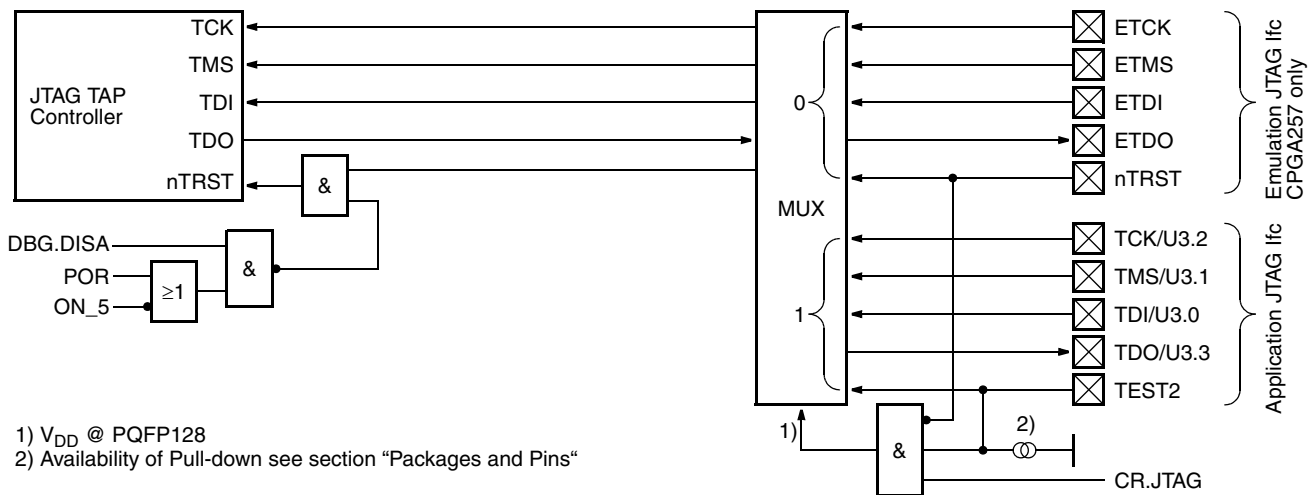 JTAG TAP
Controller
TCK
TMS
TDI
TDO
nTRST
&
DBG.DISA
POR
ON_5
≥1
&
MUX
0
1
ETCK
ETMS
ETDI
ETDO
nTRST
Emulation JTAG Ifc
CPGA257 only
TCK/U3.2
TMS/U3.1
TDI/U3.0
TDO/U3.3
TEST2
Application JTAG Ifc
1)
&
2)
CR.JTAG
1) VDD @ PQFP128
2) Availability of Pull-down see section “Packages and Pins“